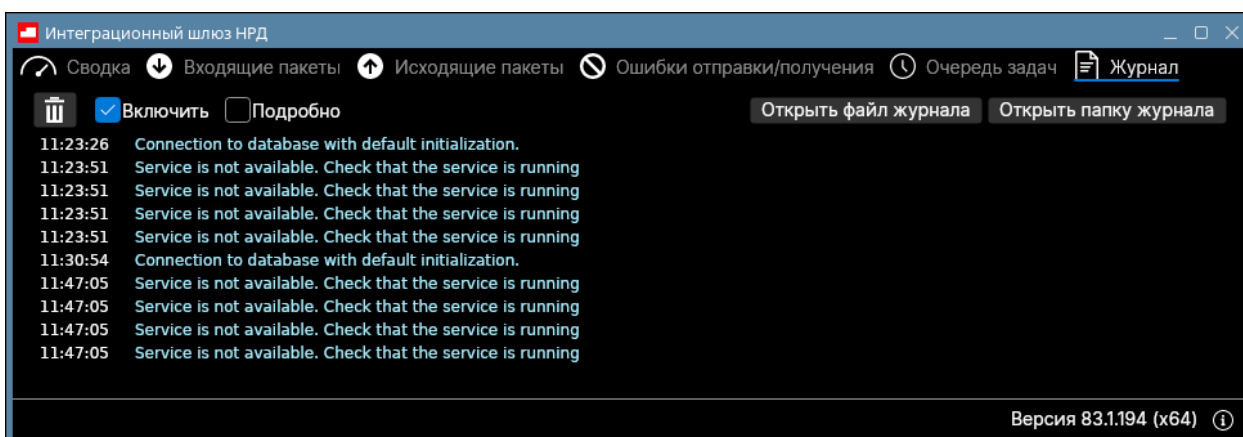 Интеграционный шлюз НРД
Сводка Входящие пакеты Исходящие пакеты Ошибки отправки/получения Очередь задач Журнал
Включить Подробно Открыть файл журнала Открыть папку журнала
11:23:26 Connection to database with default initialization.
11:23:51 Service is not available. Check that the service is running
11:23:51 Service is not available. Check that the service is running
11:23:51 Service is not available. Check that the service is running
11:23:51 Service is not available. Check that the service is running
11:30:54 Connection to database with default initialization.
11:47:05 Service is not available. Check that the service is running
11:47:05 Service is not available. Check that the service is running
11:47:05 Service is not available. Check that the service is running
11:47:05 Service is not available. Check that the service is running
Версия 83.1.194 (x64)